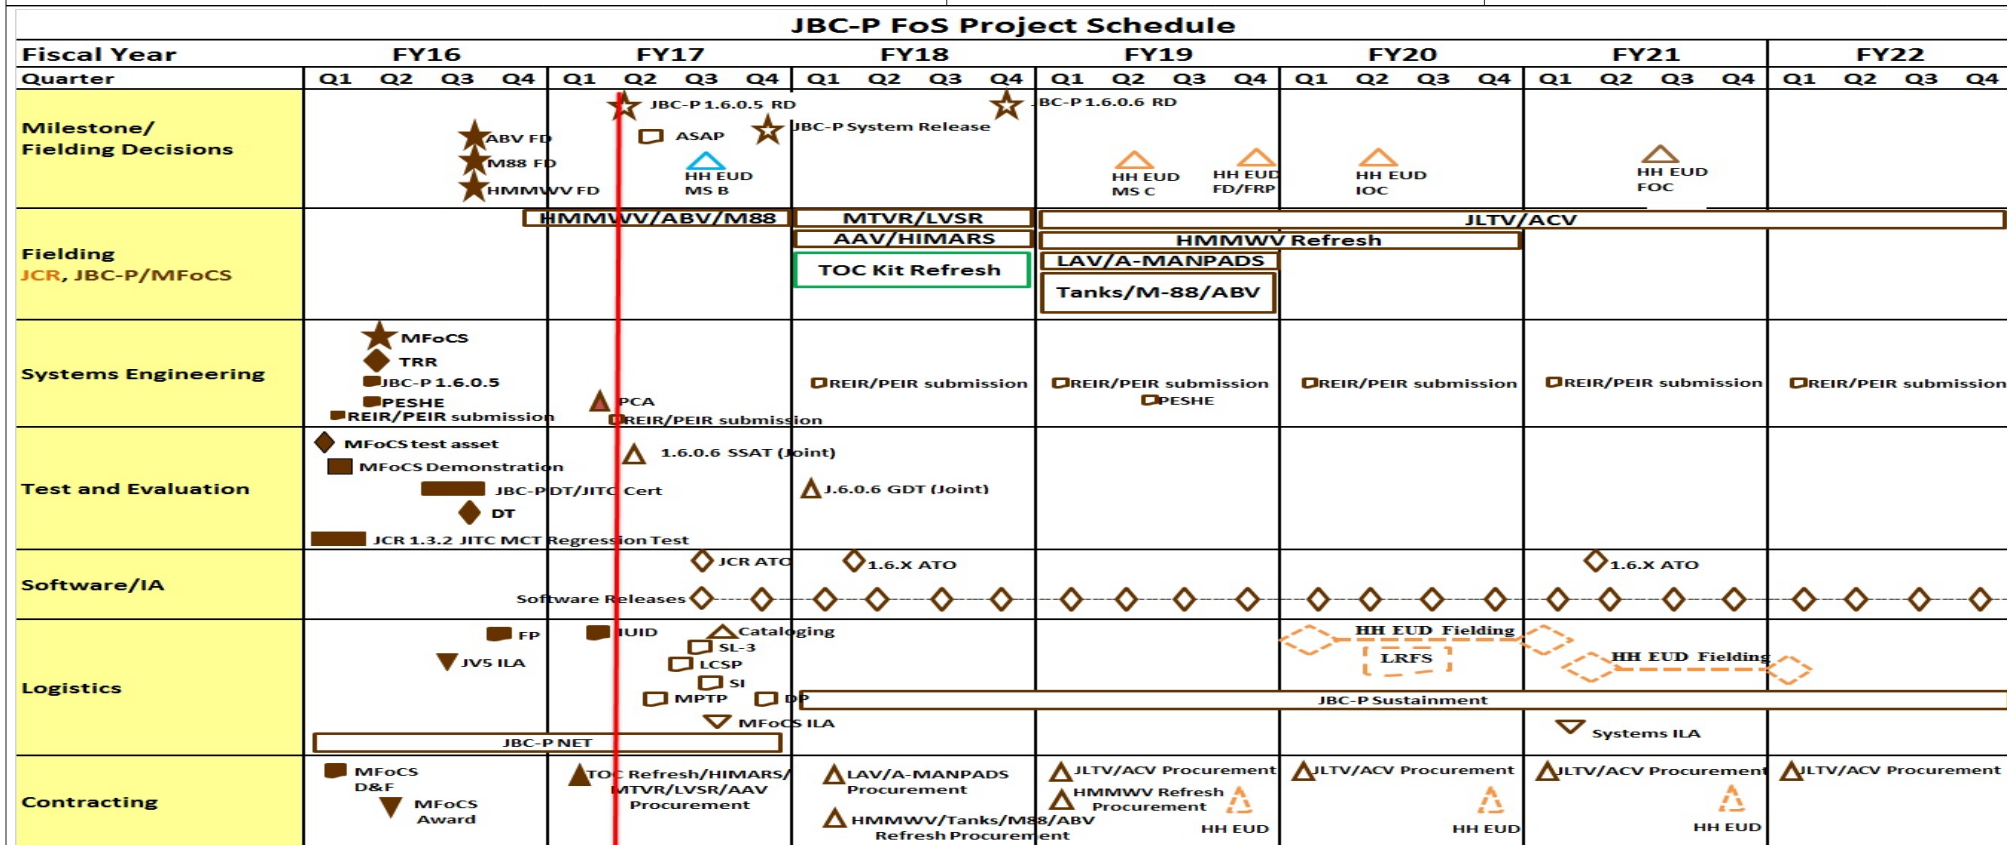 JBC-P FoS Project Schedule
Fiscal Year FY16 FY17 FY18 FY19 FY20 FY21 FY22
Quarter Q1 Q2 Q3 Q4 Q1 Q2 Q3 Q4 Q1 Q2 Q3 Q4 Q1 Q2 Q3 Q4 Q1 Q2 Q3 Q4 Q1 Q2 Q3 Q4 Q1 Q2 Q3 Q4
Milestone/
Fielding Decisions
JBC-P 1.6.0.5 RD
JBC-P 1.6.0.6 RD
JBC-P System Release
ABV FD
ASAP
M88 FD
HMMWV FD
HH EUD
MS B
HH EUD
MS C
HH EUD
FD/FRP
HH EUD
IOC
HH EUD
FOC
Fielding
JCR, JBC-P/MFoCS
HMMWV/ABV/M88
MTVR/LVSR
JLTV/ACV
AAV/HIMARS
HMMWV Refresh
TOC Kit Refresh
LAV/A-MANPADS
Tanks/M-88/ABV
Systems Engineering
MFoCS
TRR
JBC-P 1.6.0.5
PESHE
REIR/PEIR submission
PCA
REIR/PEIR submission
REIR/PEIR submission
REIR/PEIR submission
PESHE
REIR/PEIR submission
REIR/PEIR submission
REIR/PEIR submission
Test and Evaluation
MFoCS test asset
MFoCS Demonstration
JBC-P DT/JITC Cert
DT
JCR 1.3.2 JITC MCT Regression Test
1.6.0.6 SSAT (Joint)
J.6.0.6 GDT (Joint)
Software/IA
JCR ATO
1.6.X ATO
1.6.X ATO
Software Releases
Logistics
FP
JV5 ILA
IUID
Cataloging
SL-3
LCSP
SI
MPTP
DP
MFoCS ILA
JBC-P NET
HH EUD Fielding
LRFS
HH EUD Fielding
JBC-P Sustainment
Systems ILA
Contracting
MFoCS
D&F
MFoCS
Award
TOC Refresh/HIMARS/
MTVR/LVSR/AAV
Procurement
LAV/A-MANPADS
Procurement
HMMWV/Tanks/M88/ABV
Refresh Procurement
JLTV/ACV Procurement
HMMWV Refresh
Procurement
HH EUD
JLTV/ACV Procurement
HH EUD
JLTV/ACV Procurement
HH EUD
JLTV/ACV Procurement